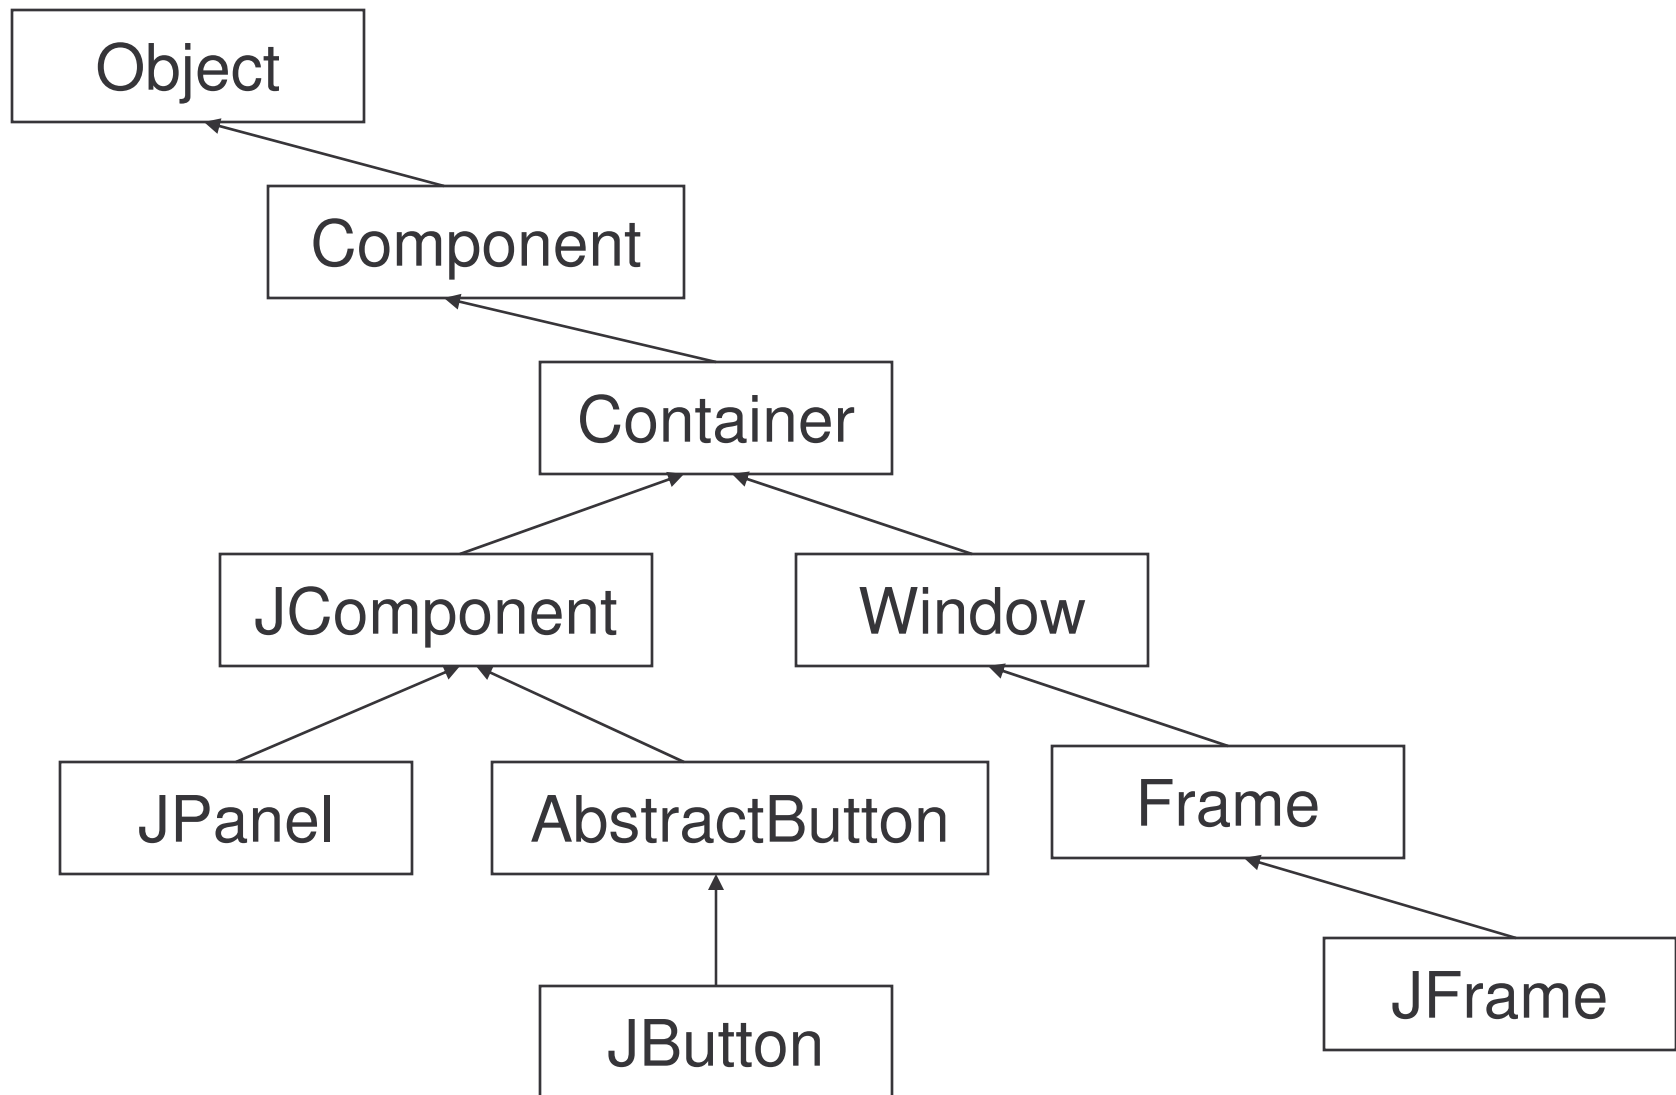 Object
Component
Container
JComponent
Window
JPanel
AbstractButton
Frame
JFrame
JButton